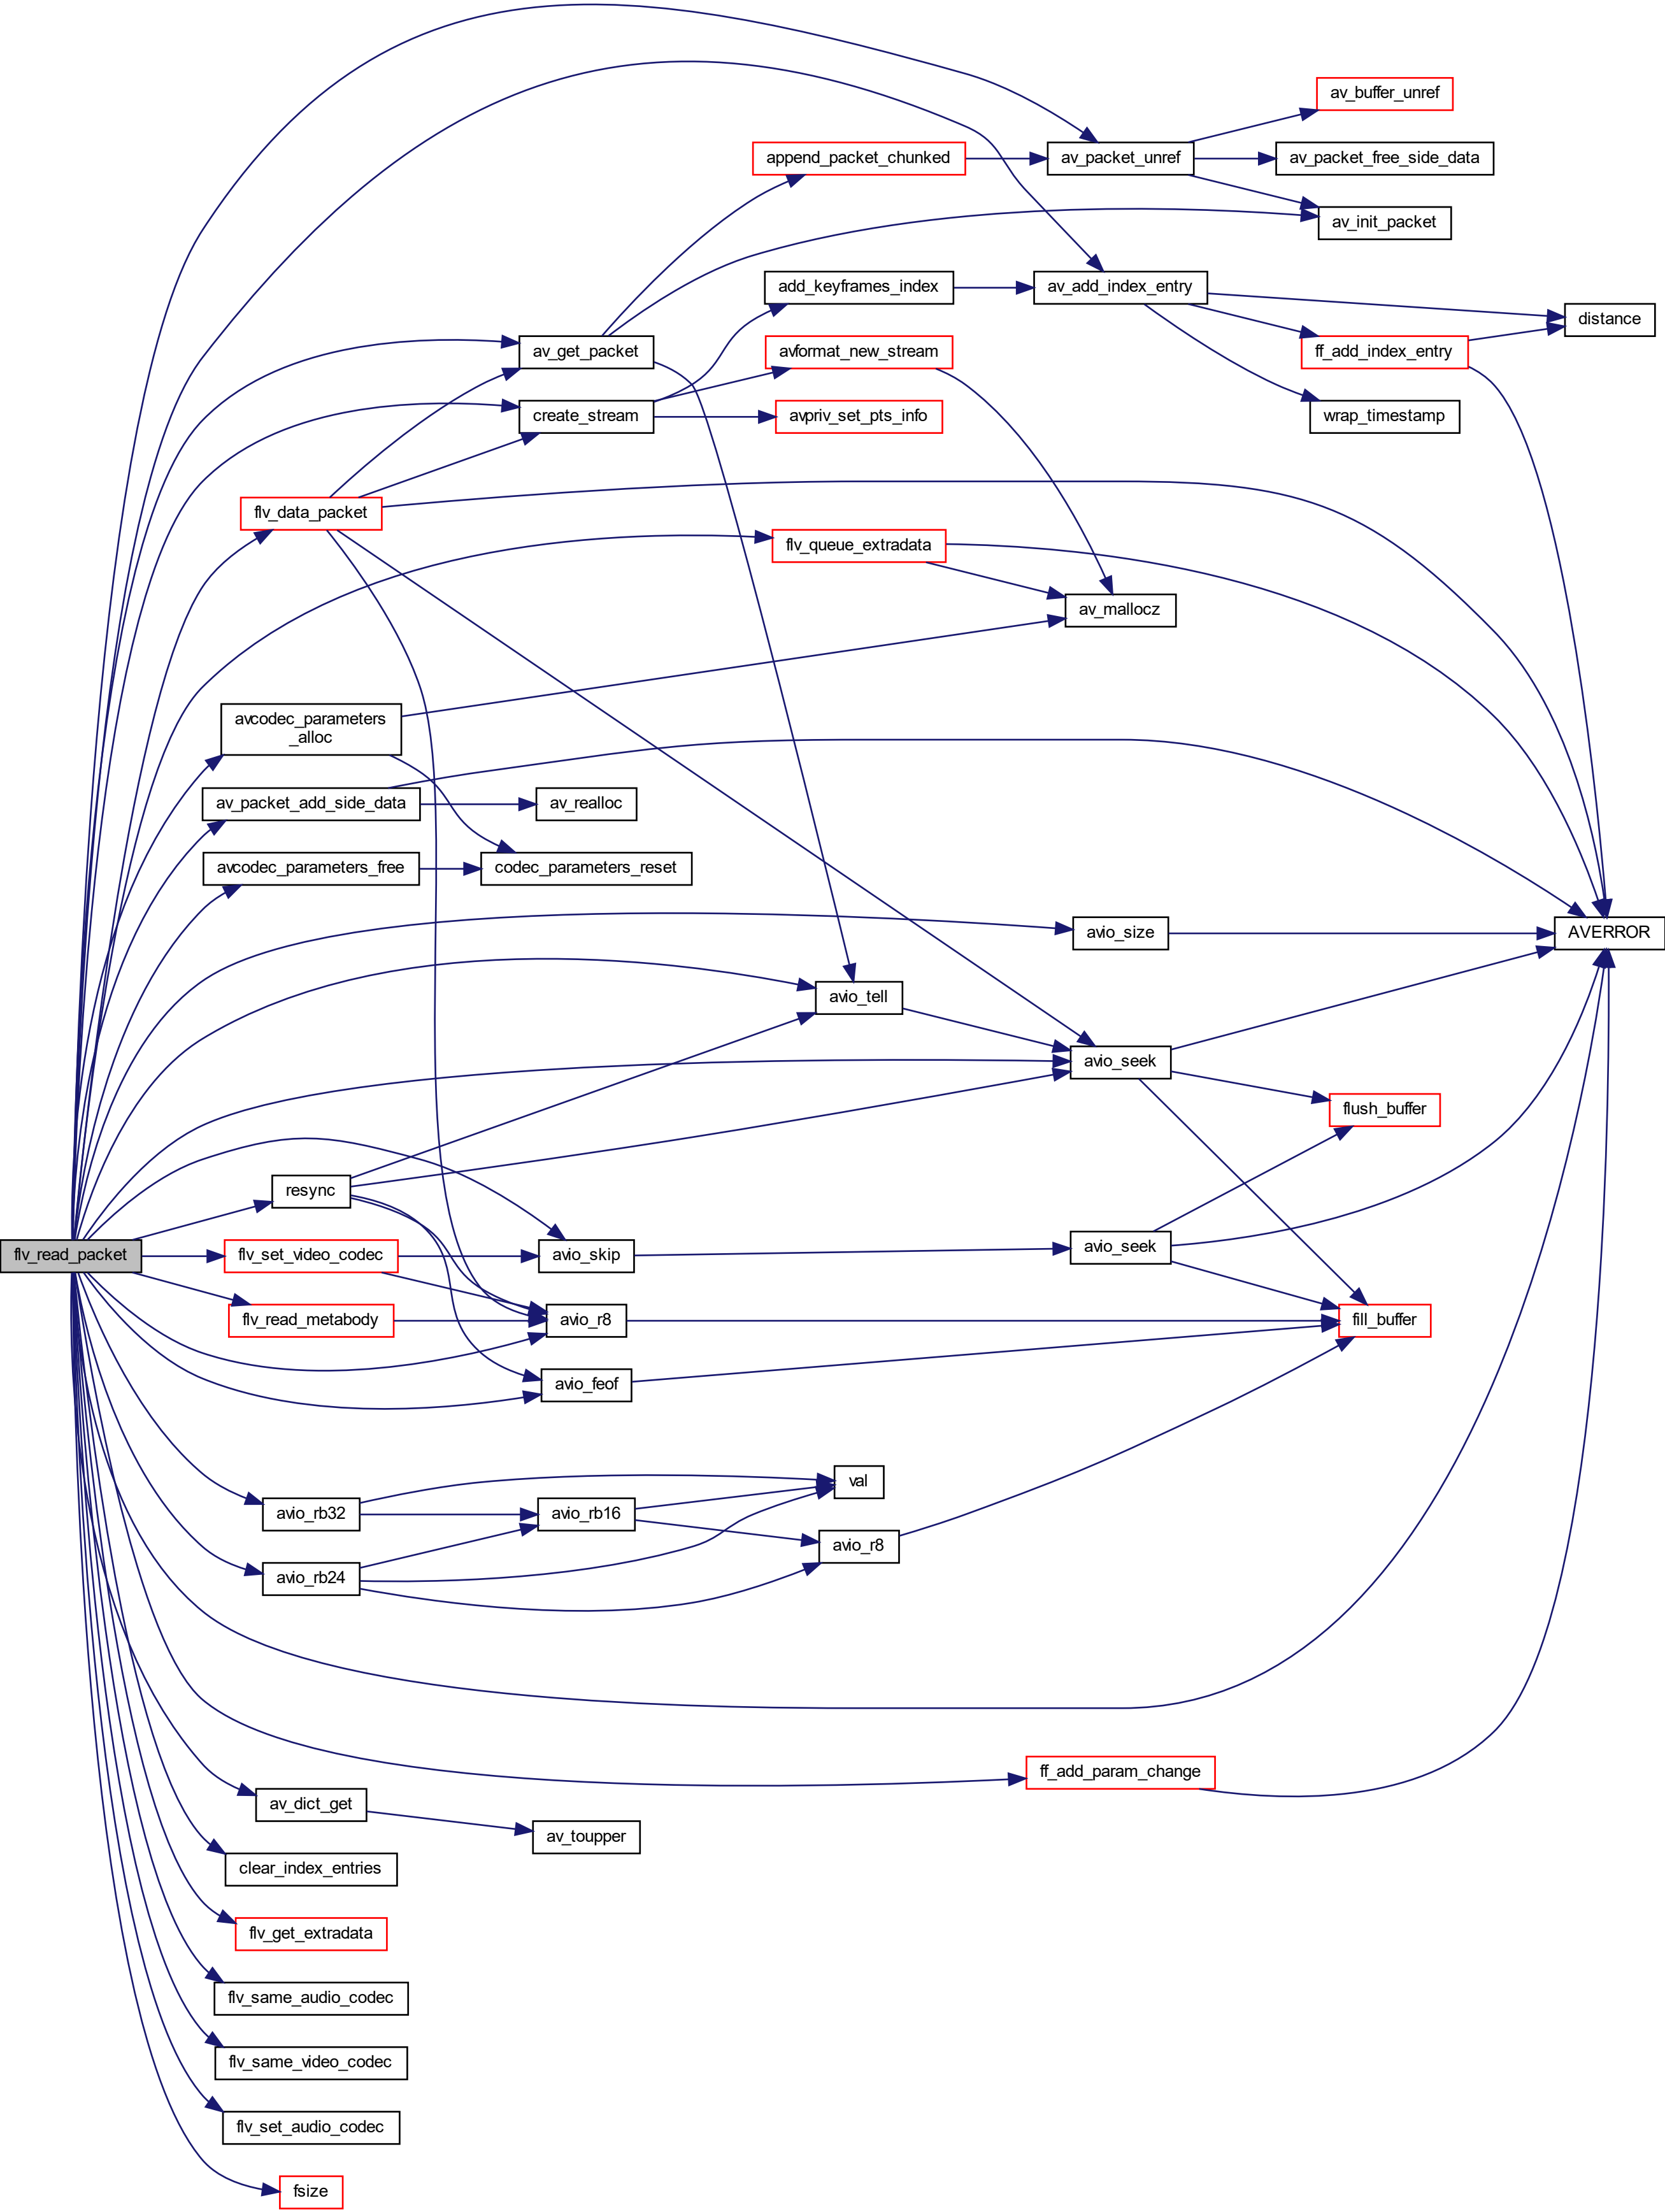 av_buffer_unref
append_packet_chunked
av_packet_unref
av_packet_free_side_data
av_init_packet
add_keyframes_index
av_add_index_entry
distance
av_get_packet
avformat_new_stream
ff_add_index_entry
create_stream
avpriv_set_pts_info
wrap_timestamp
flv_data_packet
flv_queue_extradata
av_mallocz
avcodec_parameters
_alloc
av_packet_add_side_data
av_realloc
avcodec_parameters_free
codec_parameters_reset
avio_size
AVERROR
avio_tell
avio_seek
flush_buffer
resync
flv_read_packet
flv_set_video_codec
avio_skip
avio_seek
flv_read_metabody
avio_r8
fill_buffer
avio_feof
val
avio_rb32
avio_rb16
avio_r8
avio_rb24
ff_add_param_change
av_dict_get
av_toupper
clear_index_entries
flv_get_extradata
flv_same_audio_codec
flv_same_video_codec
flv_set_audio_codec
fsize